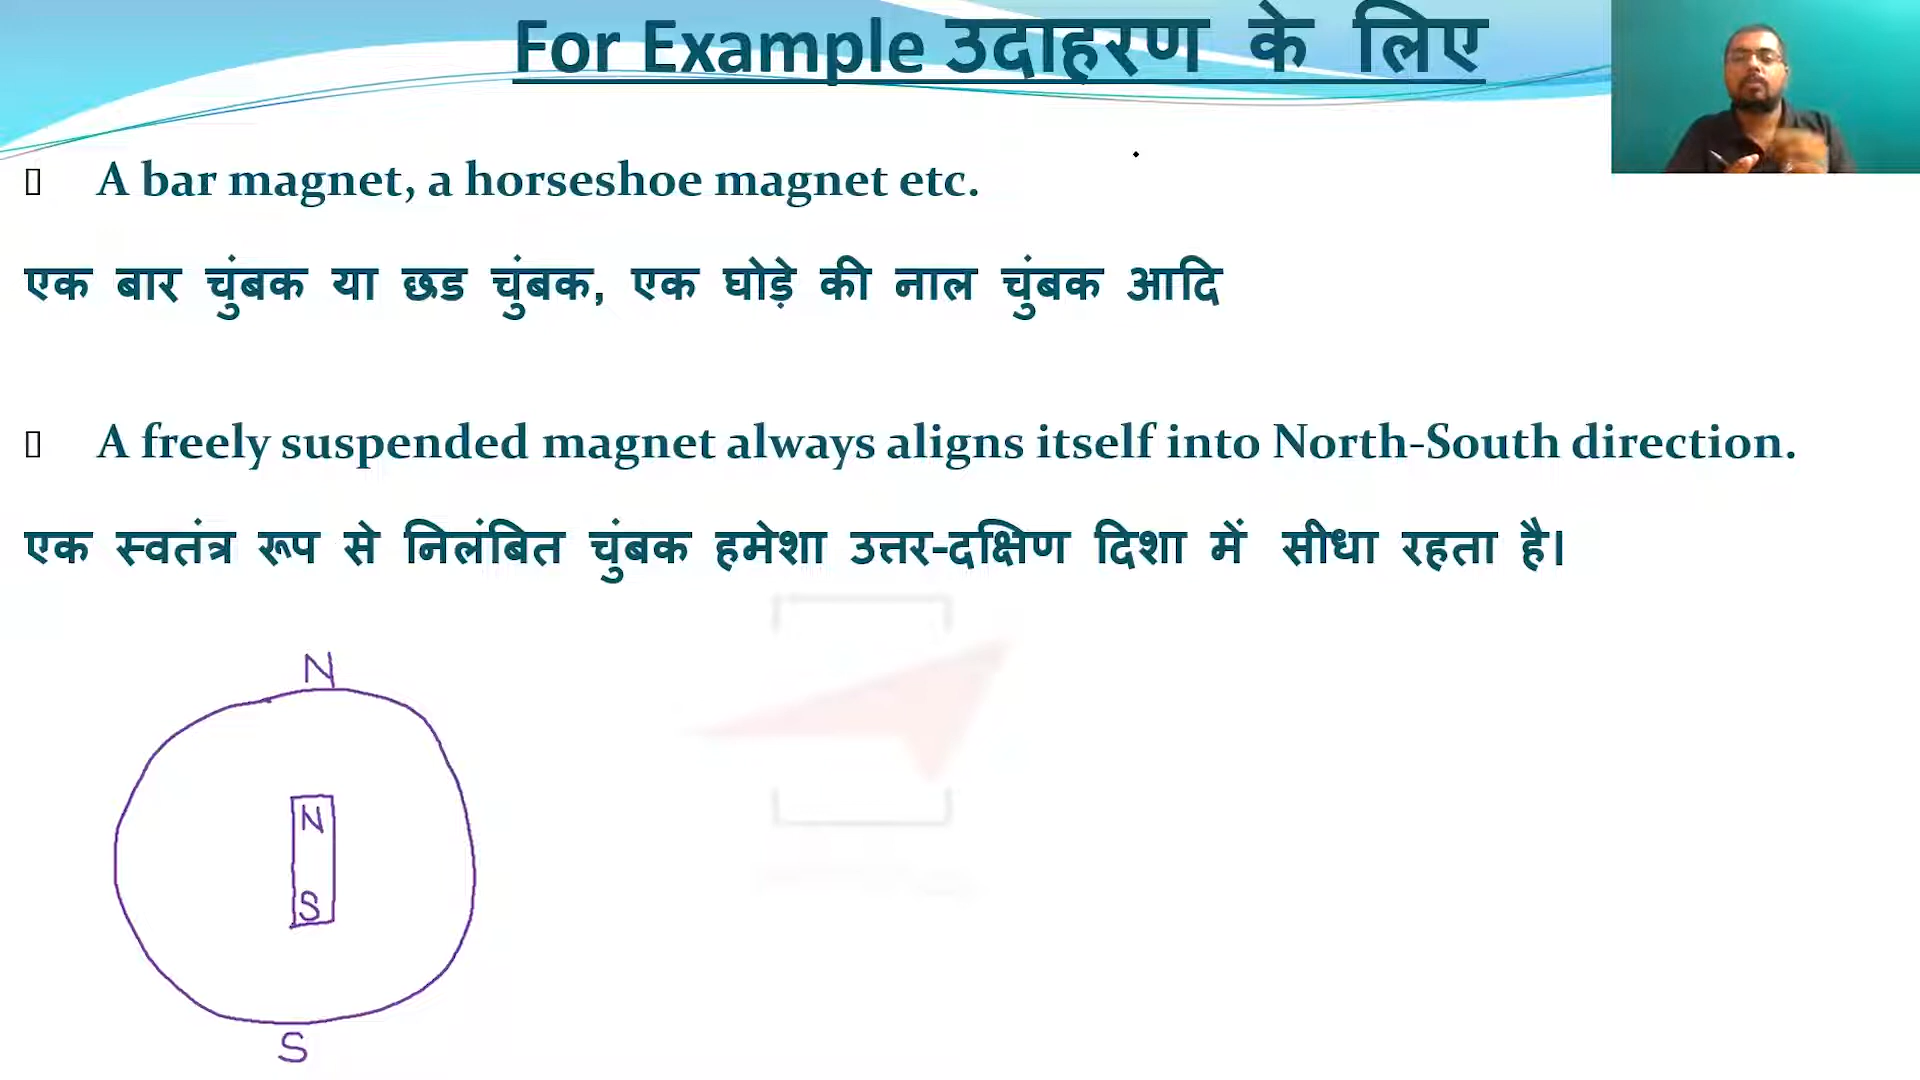 For Example उदाहरण के लिए
A bar magnet, a horseshoe magnet etc.
एक बार चुंबक या छड चुंबक, एक घोड़े की नाल चुंबक आदि
A freely suspended magnet always aligns itself into North-South direction.
एक स्वतंत्र रूप से निलंबित चुंबक हमेशा उत्तर-दक्षिण दिशा में सीधा रहता है।
N
N
S
S